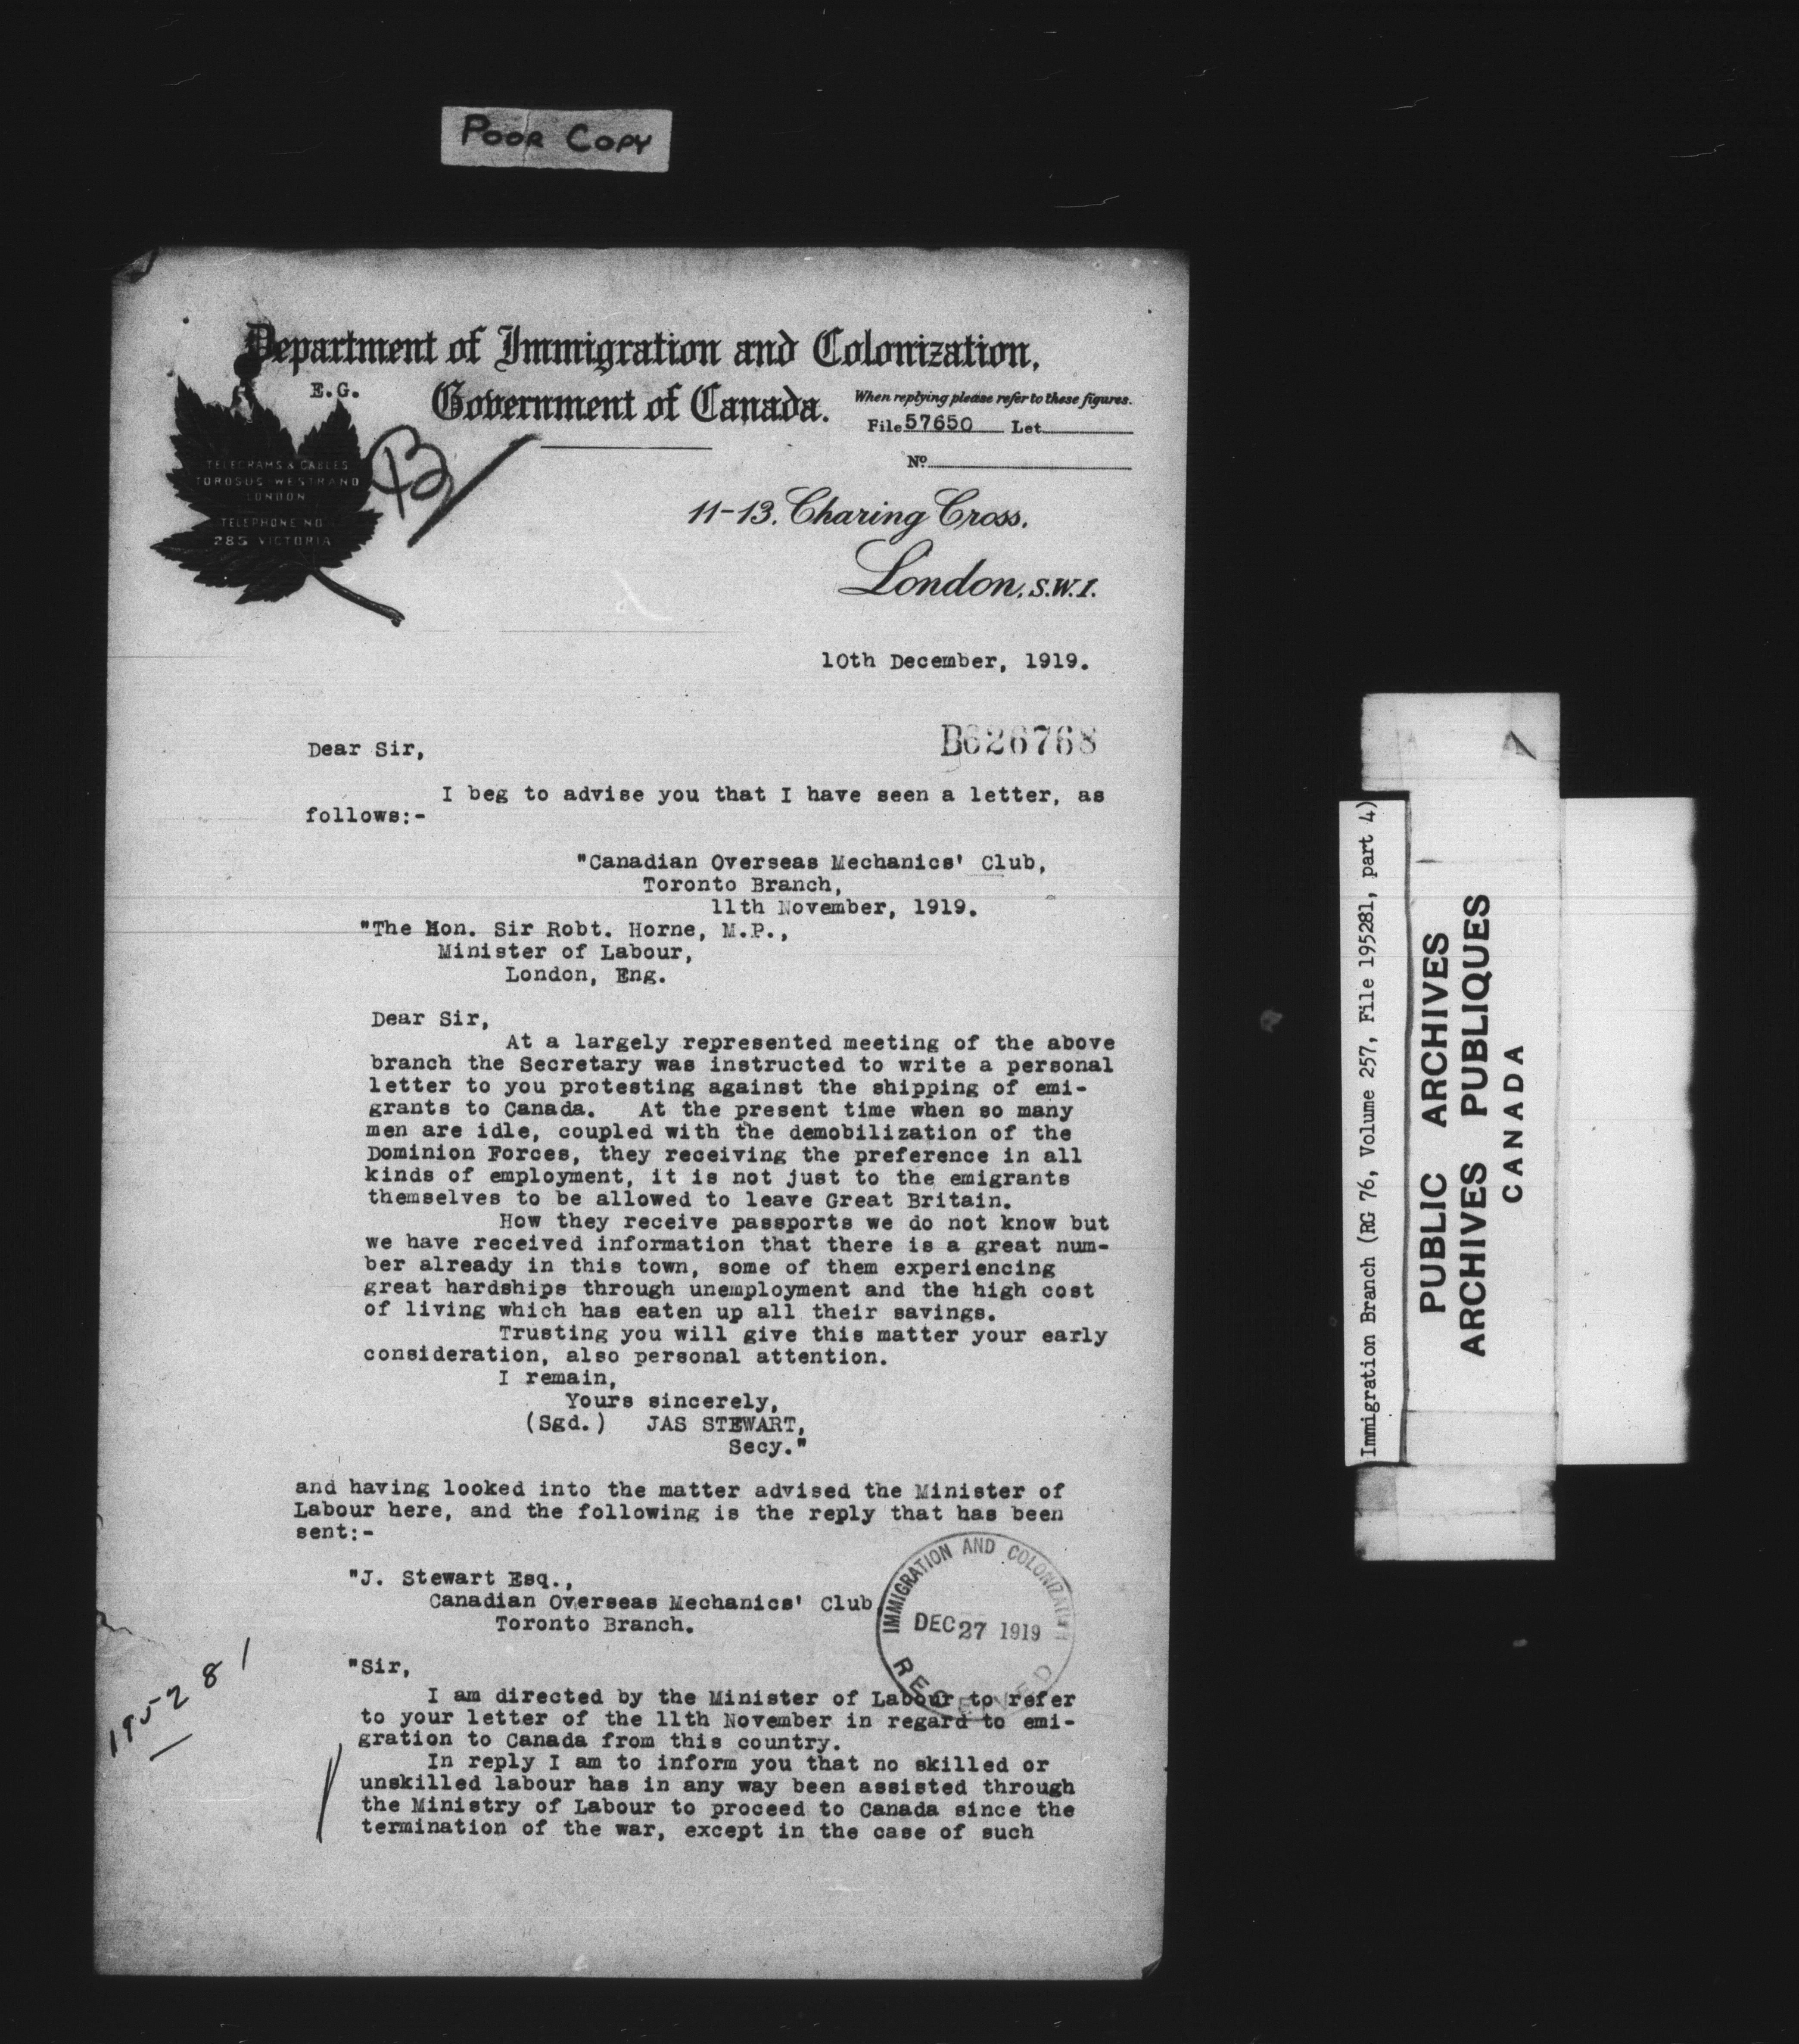 POOR COPY
Department of Immigration and Colonization,
E.G.
Government of Canada.
When replying please refer to these figures.
File 57650 Let
No
TELEGRAMS & CABLES
TOROSUS WESTRAND
LONDON
TELEPHONE NO
285 VICTORIA
B
11-13, Charing Cross,
London, S.W.1.
10th December, 1919.
B626768
Dear Sir,
I beg to advise you that I have seen a letter, as
follows:-
"Canadian Overseas Mechanics' Club,
Toronto Branch,
11th November, 1919.
"The Hon. Sir Robt. Horne, M.P.,
Minister of Labour,
London, Eng.
Dear Sir,
At a largely represented meeting of the above
branch the Secretary was instructed to write a personal
letter to you protesting against the shipping of emi-
grants to Canada. At the present time when so many
men are idle, coupled with the demobilization of the
Dominion Forces, they receiving the preference in all
kinds of employment, it is not just to the emigrants
themselves to be allowed to leave Great Britain.
How they receive passports we do not know but
we have received information that there is a great num-
ber already in this town, some of them experiencing
great hardships through unemployment and the high cost
of living which has eaten up all their savings.
Trusting you will give this matter your early
consideration, also personal attention.
I remain,
Yours sincerely,
(Sgd.) JAS STEWART,
Secy."
and having looked into the matter advised the Minister of
Labour here, and the following is the reply that has been
sent:-
"J. Stewart Esq.,
Canadian Overseas Mechanics' Club
Toronto Branch.
IMMIGRATION AND COLONIZATION
DEC 27 1919
RECEIVED
"Sir,
I am directed by the Minister of Labour to refer
to your letter of the 11th November in regard to emi-
gration to Canada from this country.
In reply I am to inform you that no skilled or
unskilled labour has in any way been assisted through
the Ministry of Labour to proceed to Canada since the
termination of the war, except in the case of such
195281
Immigration Branch (RG 76, Volume 257, File 195281, part 4)
PUBLIC ARCHIVES
ARCHIVES PUBLIQUES
CANADA